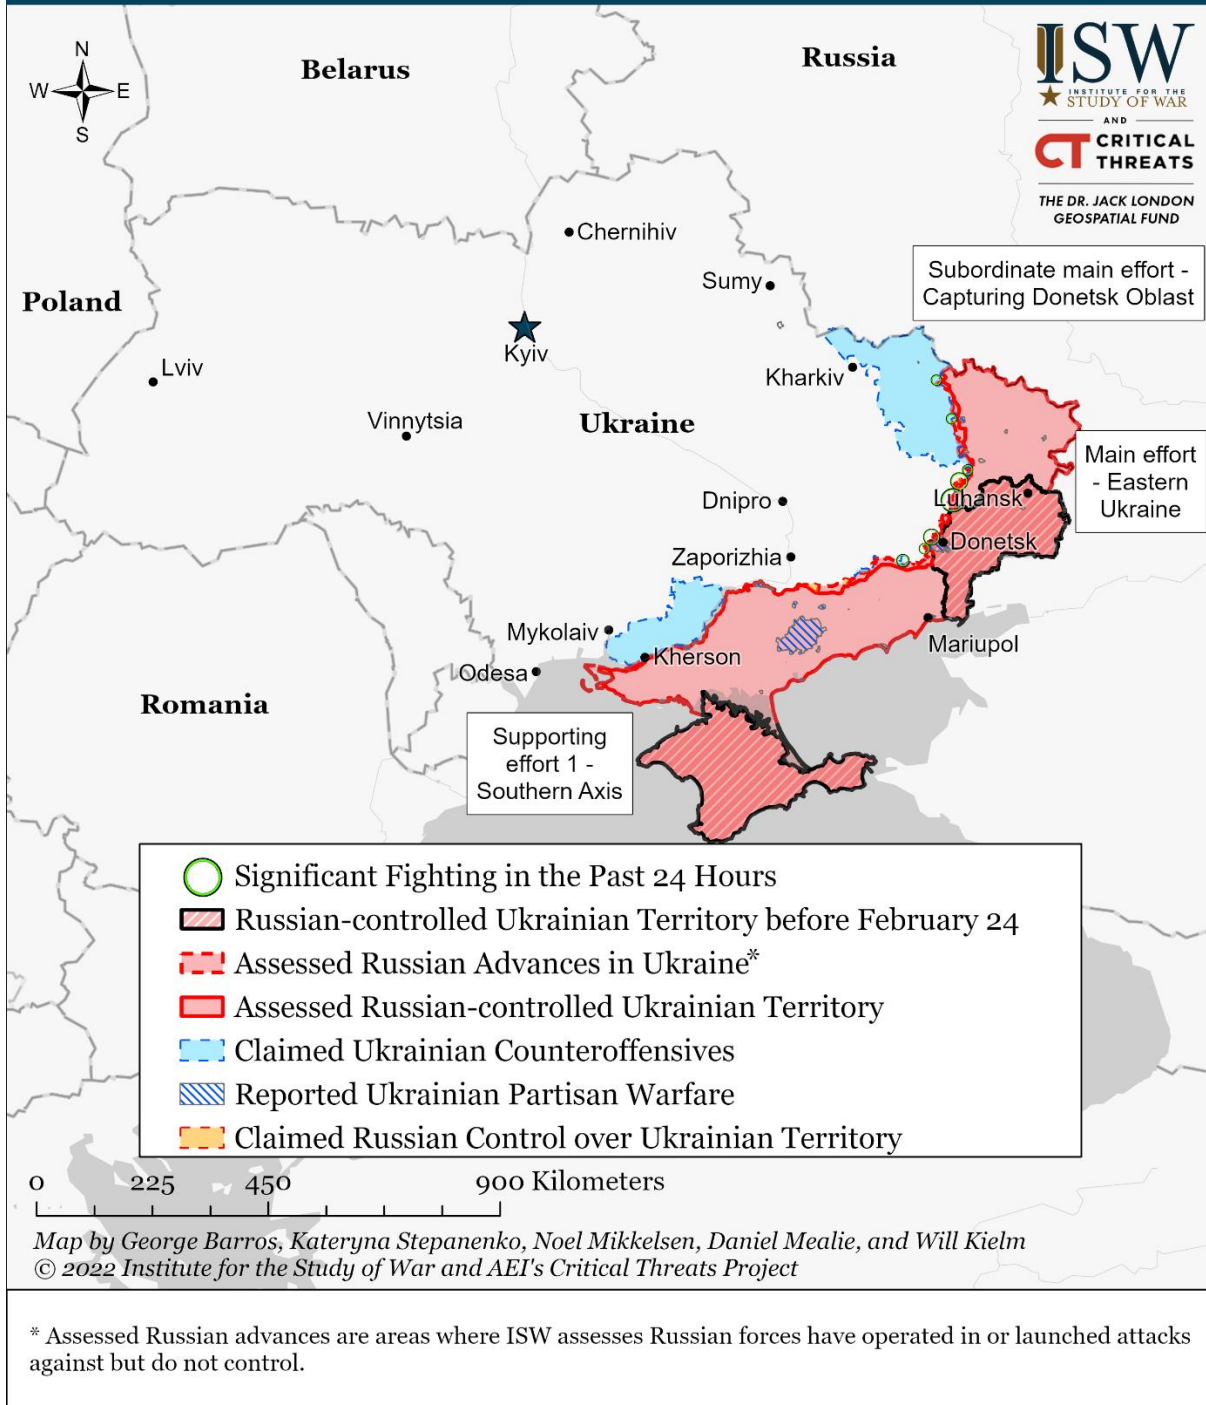 N
W
E
S
Belarus
Russia
ISW
INSTITUTE FOR THE
STUDY OF WAR
AND
CT CRITICAL
THREATS
THE DR. JACK LONDON
GEOSPATIAL FUND
Chernihiv
Subordinate main effort -
Capturing Donetsk Oblast
Sumy
Poland
Kyiv
Lviv
Kharkiv
Vinnytsia
Ukraine
Main effort
- Eastern
Ukraine
Dnipro
Luhansk
Donetsk
Zaporizhia
Mykolaiv
Mariupol
Kherson
Odesa
Romania
Supporting
effort 1 -
Southern Axis
Significant Fighting in the Past 24 Hours
Russian-controlled Ukrainian Territory before February 24
Assessed Russian Advances in Ukraine*
Assessed Russian-controlled Ukrainian Territory
Claimed Ukrainian Counteroffensives
Reported Ukrainian Partisan Warfare
Claimed Russian Control over Ukrainian Territory
0 225 450 900 Kilometers
Map by George Barros, Kateryna Stepanenko, Noel Mikkelsen, Daniel Mealie, and Will Kielm
© 2022 Institute for the Study of War and AEI's Critical Threats Project
* Assessed Russian advances are areas where ISW assesses Russian forces have operated in or launched attacks
against but do not control.